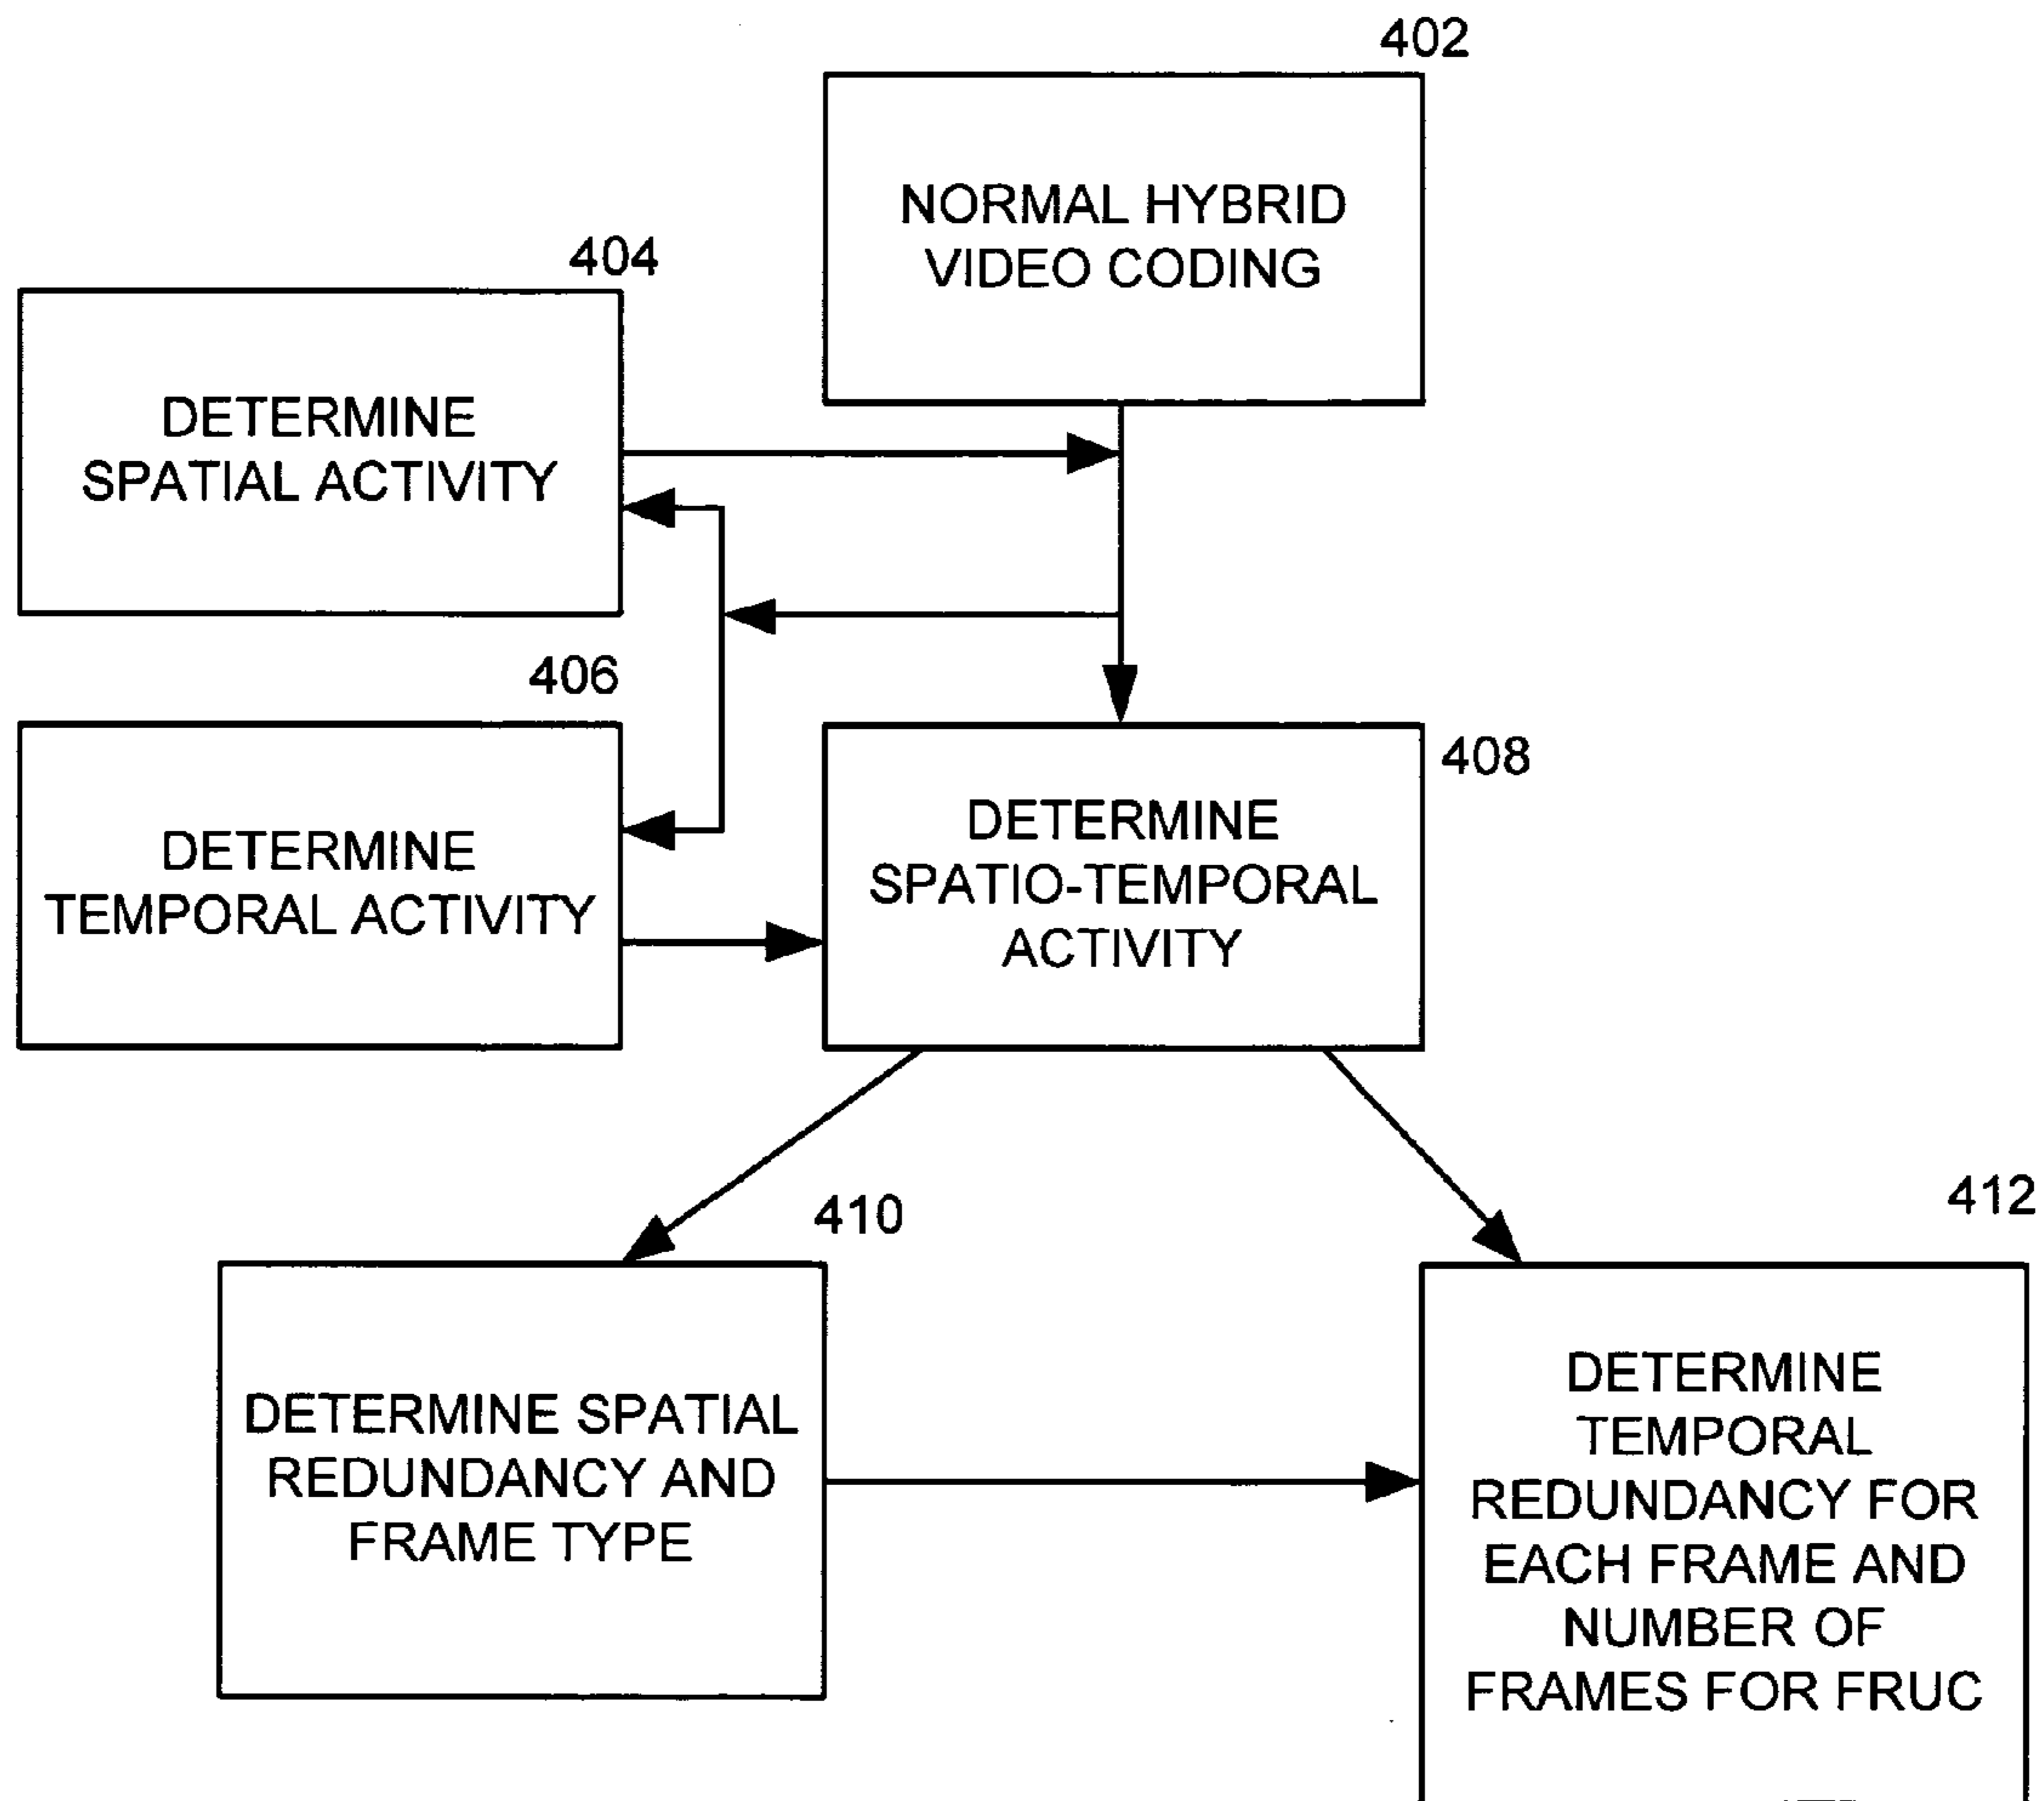 402
NORMAL HYBRID
VIDEO CODING
404
DETERMINE
SPATIAL ACTIVITY
406
DETERMINE
TEMPORAL ACTIVITY
408
DETERMINE
SPATIO-TEMPORAL
ACTIVITY
410
DETERMINE SPATIAL
REDUNDANCY AND
FRAME TYPE
412
DETERMINE
TEMPORAL
REDUNDANCY FOR
EACH FRAME AND
NUMBER OF
FRAMES FOR FRUC